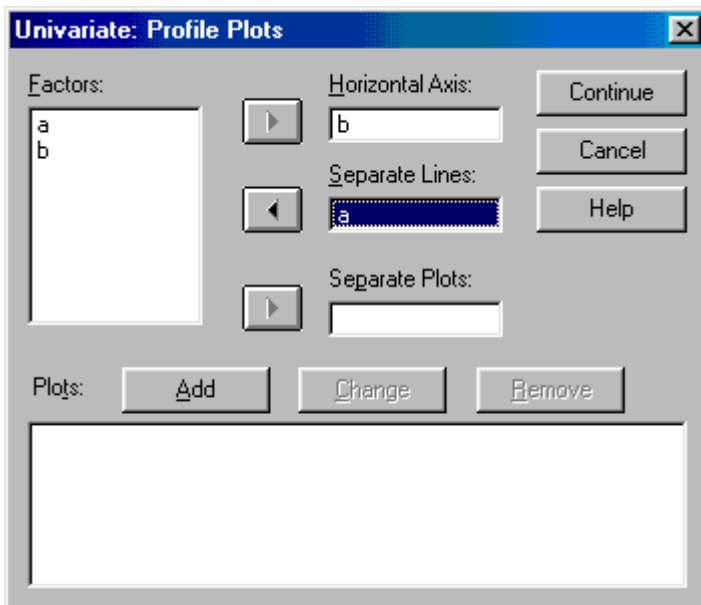 Univariate: Profile Plots
Factors:
a
b
Horizontal Axis:
b
Separate Lines:
a
Separate Plots:
Continue
Cancel
Help
Plots:
Add
Change
Remove